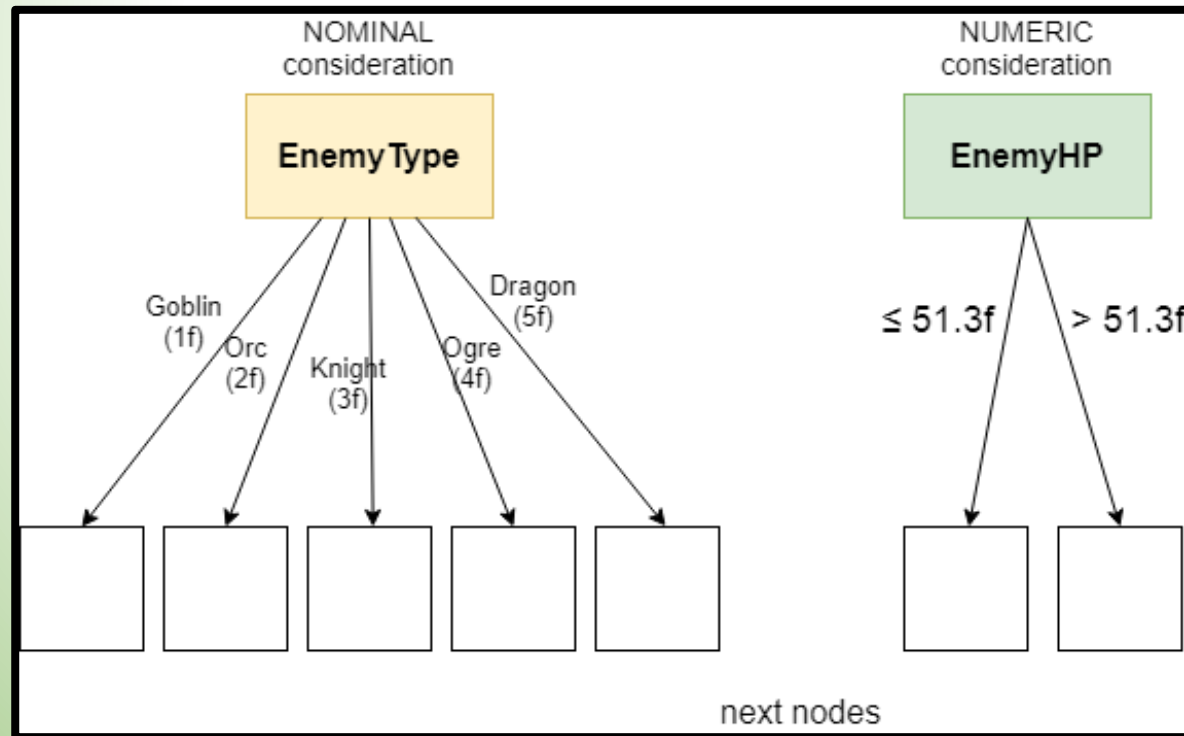 NOMINAL
consideration
EnemyType
Goblin
(1f)
Orc
(2f)
Knight
(3f)
Ogre
(4f)
Dragon
(5f)
NUMERIC
consideration
EnemyHP
≤ 51.3f
> 51.3f
next nodes